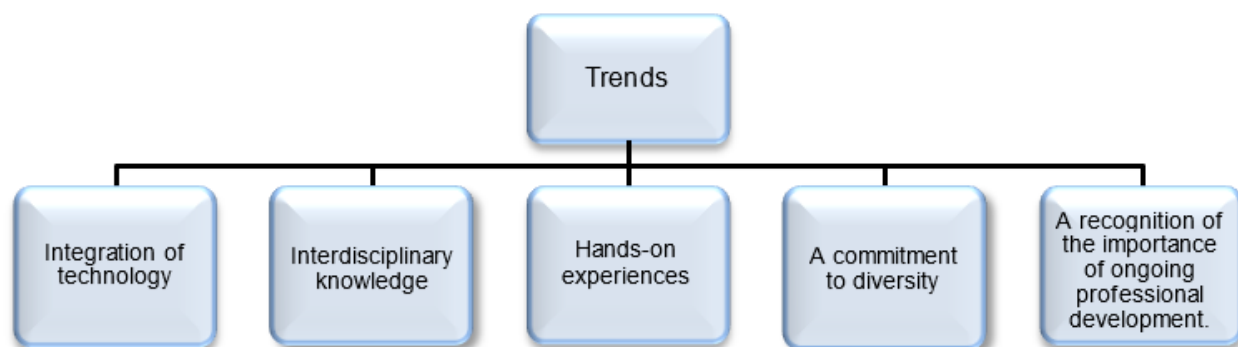 Trends
Integration of
technology
Interdisciplinary
knowledge
Hands-on
experiences
A commitment
to diversity
A recognition of
the importance
of ongoing
professional
development.